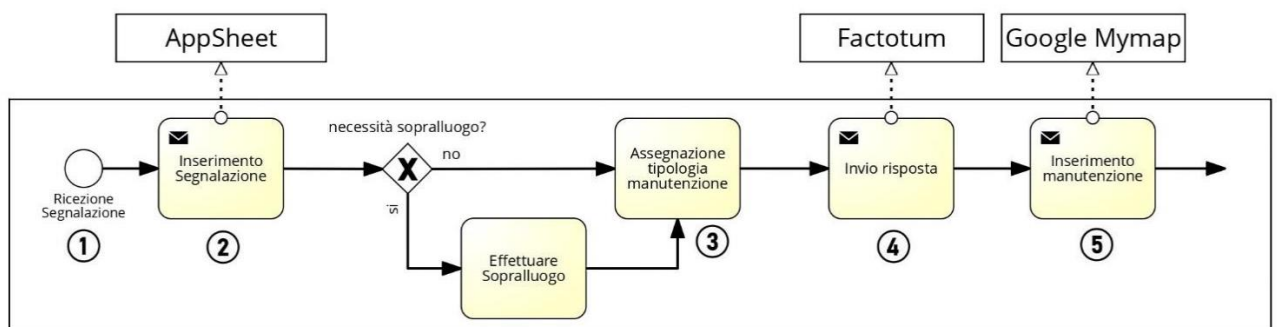 AppSheet
Factotum
Google Mymap
necessità sopralluogo?
no
si
X
Ricezione
Segnalazione
1
Inserimento
Segnalazione
2
Effettuare
Sopralluogo
Assegnazione
tipologia
manutenzione
3
Invio risposta
4
Inserimento
manutenzione
5